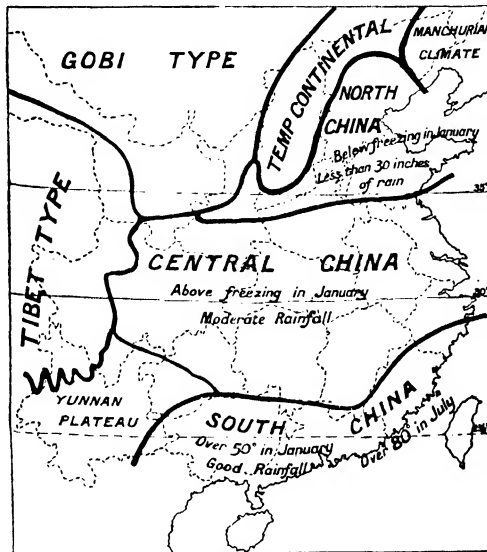 GOBI TYPE
MANCHURIAN
CLIMATE
TEMP CONTINENTAL
NORTH
CHINA
Below freezing in January
Less than 30 inches
of rain
35°
TIBET TYPE
CENTRAL CHINA
Above freezing in January
Moderate Rainfall
30°
YUNNAN
PLATEAU
SOUTH CHINA
Over 50° in January
Good Rainfall
Over 80° in July